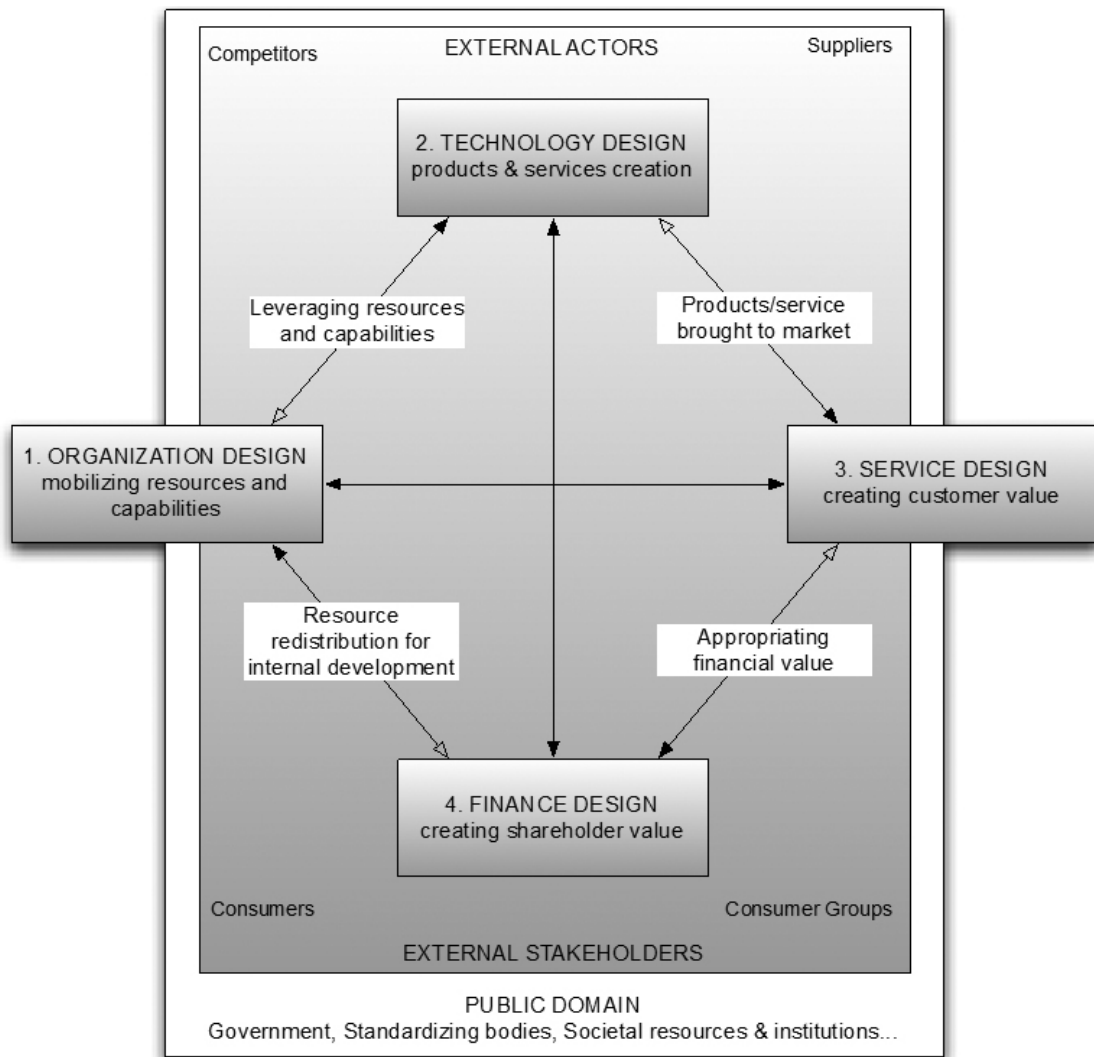 EXTERNAL ACTORS
Competitors
Suppliers
2. TECHNOLOGY DESIGN
products & services creation
Leveraging resources
and capabilities
Products/service
brought to market
1. ORGANIZATION DESIGN
mobilizing resources and
capabilities
3. SERVICE DESIGN
creating customer value
Resource
redistribution for
internal development
Appropriating
financial value
4. FINANCE DESIGN
creating shareholder value
Consumers
Consumer Groups
EXTERNAL STAKEHOLDERS
PUBLIC DOMAIN
Government, Standardizing bodies, Societal resources & institutions...